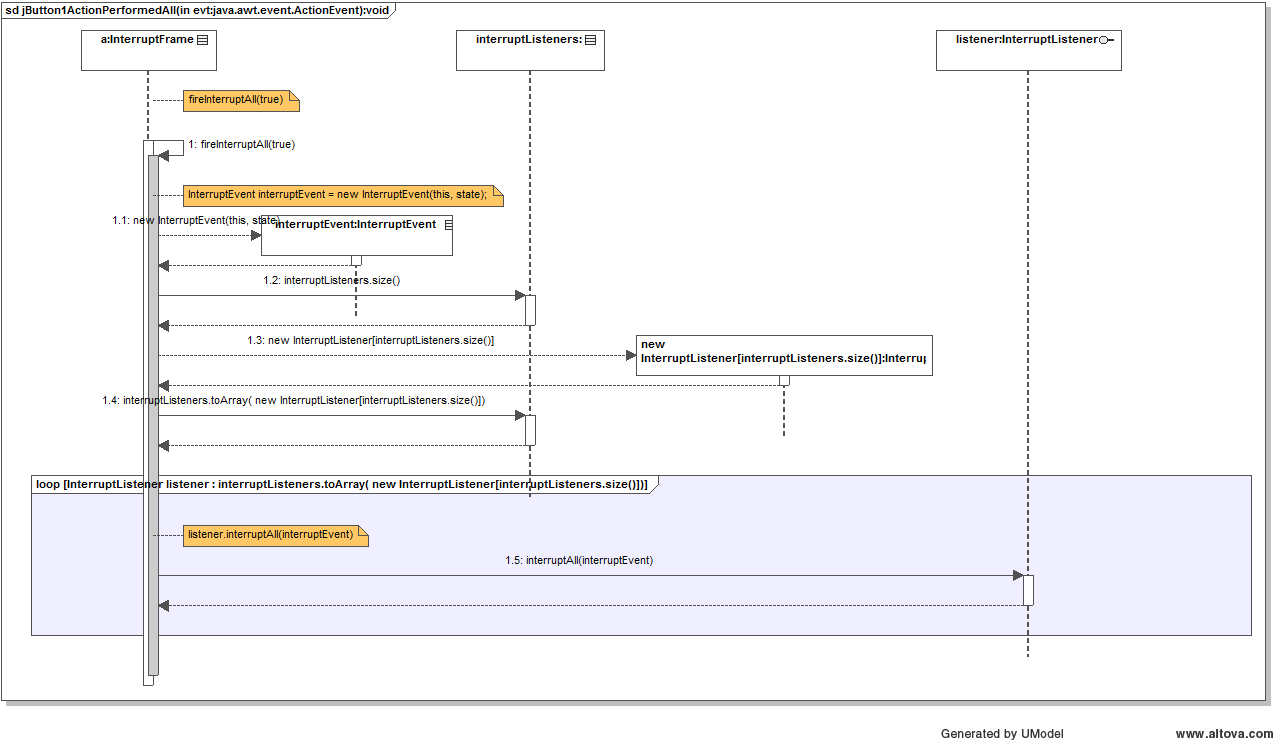 sd jButton1ActionPerformedAll(in evt:java.awt.event.ActionEvent):void
a:InterruptFrame
interruptListeners:
listener:InterruptListener
fireInterruptAll(true)
1: fireInterruptAll(true)
InterruptEvent interruptEvent = new InterruptEvent(this, state);
1.1: new InterruptEvent(this, state)
interruptEvent:InterruptEvent
1.2: interruptListeners.size()
1.3: new InterruptListener[interruptListeners.size()]
new
InterruptListener[interruptListeners.size()]:Interrup
1.4: interruptListeners.toArray( new InterruptListener[interruptListeners.size()])
loop [InterruptListener listener : interruptListeners.toArray( new InterruptListener[interruptListeners.size()])]
listener.interruptAll(interruptEvent)
1.5: interruptAll(interruptEvent)
Generated by UModel
www.altova.com